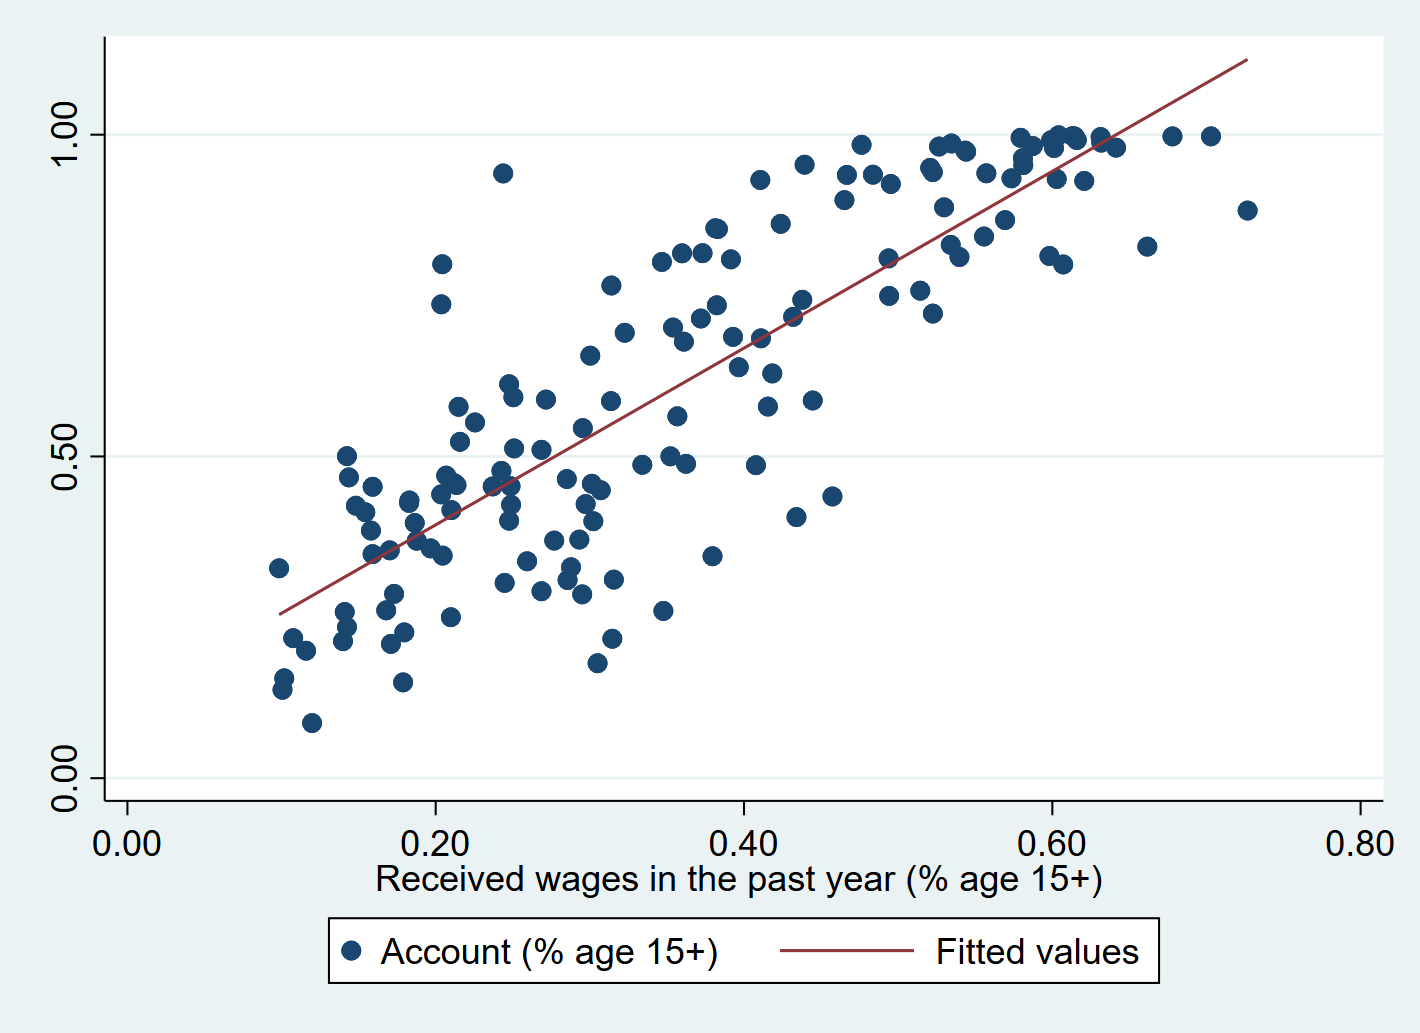 1.00
0.50
0.00
0.00 0.20 0.40 0.60 0.80
Received wages in the past year (% age 15+)
Account (% age 15+) Fitted values